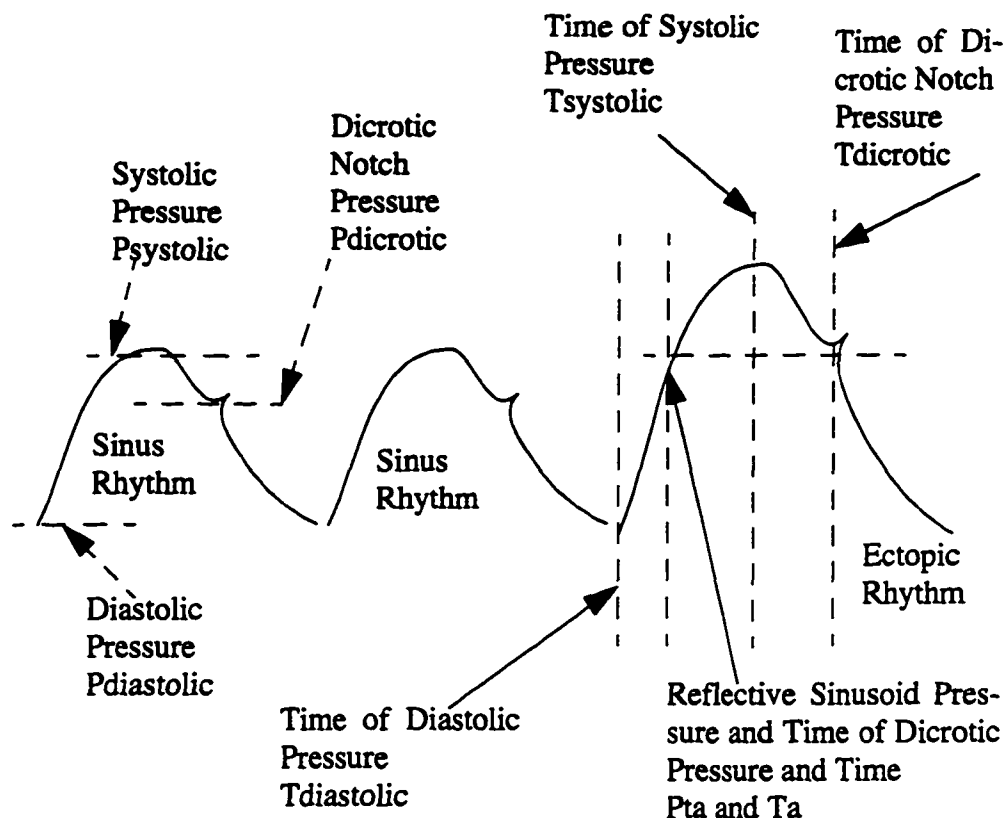 Time of Systolic
Pressure
Tsystolic
Time of Di-
crotic Notch
Pressure
Tdicrotic
Dicrotic
Notch
Pressure
Pdicrotic
Systolic
Pressure
Psystolic
Sinus
Rhythm
Sinus
Rhythm
Ectopic
Rhythm
Diastolic
Pressure
Pdiastolic
Time of Diastolic
Pressure
Tdiastolic
Reflective Sinusoid Pres-
sure and Time of Dicrotic
Pressure and Time
Pta and Ta